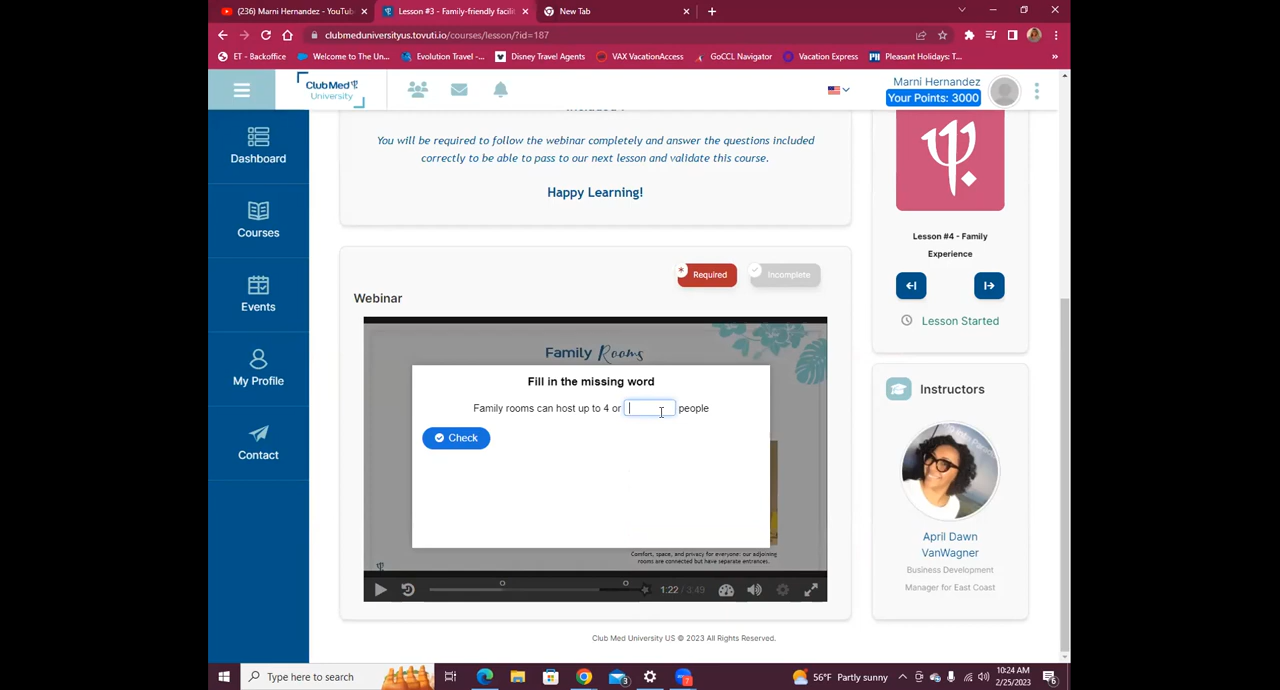 (236) Marni Hernandez - YouTub
Lesson #3 - Family-friendly facili
New Tab
clubmeduniversityus.tovuti.io/courses/lesson/?id=187
ET - Backoffice
Welcome to The Un...
Evolution Travel -...
Disney Travel Agents
VAX VacationAccess
GoCCL Navigator
Vacation Express
Pleasant Holidays: T...
Club Med
University
Marni Hernandez
Your Points: 3000
Dashboard
Courses
Events
My Profile
Contact
You will be required to follow the webinar completely and answer the questions included
correctly to be able to pass to our next lesson and validate this course.
Happy Learning!
Required
Incomplete
Webinar
Family Rooms
Fill in the missing word
Family rooms can host up to 4 or
people
Check
Comfort, space, and privacy for everyone: our adjoining
rooms are connected but have separate entrances.
1:22 / 3:49
Lesson #4 - Family
Experience
Lesson Started
Instructors
April Dawn
VanWagner
Business Development
Manager for East Coast
Club Med University US © 2023 All Rights Reserved.
Type here to search
56°F Partly sunny
10:24 AM
2/25/2023